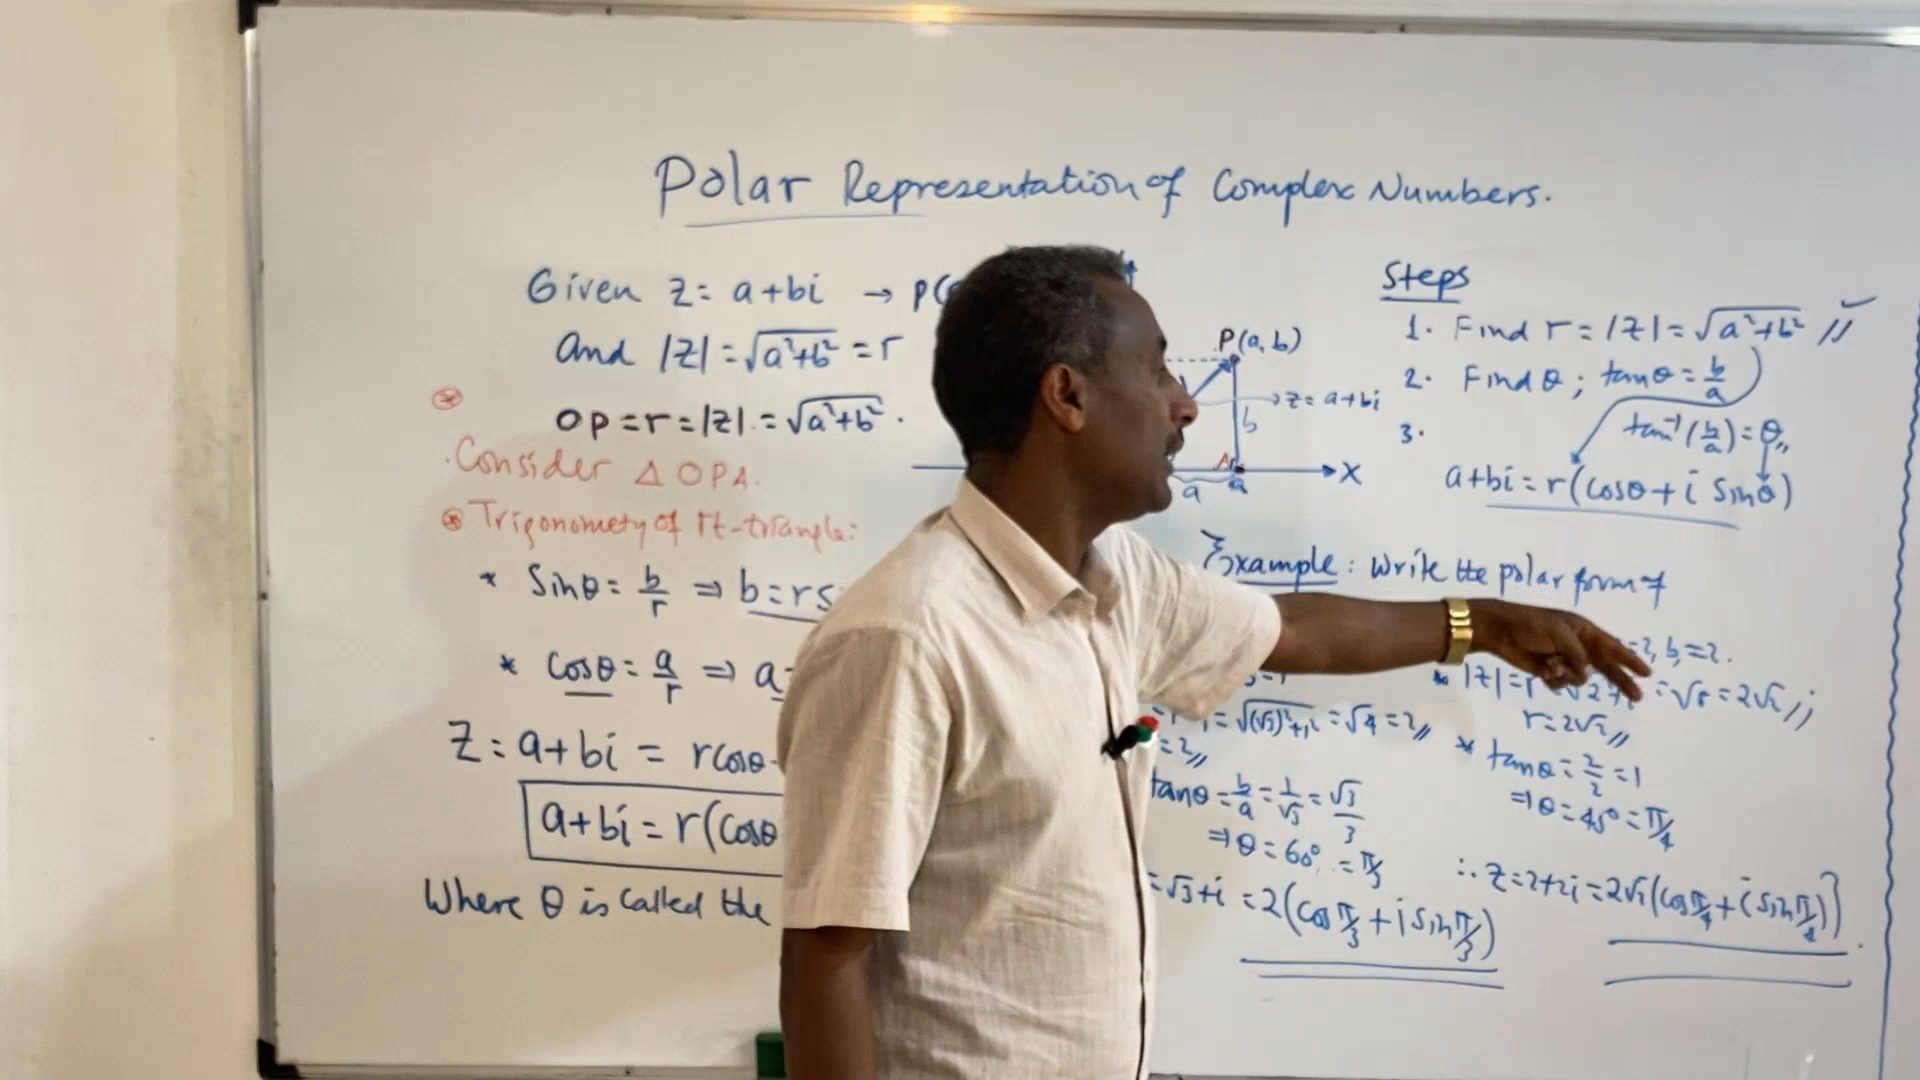 Polar Representation of Complex Numbers.
Given z = a+bi → P(
And |z| = √a²+b² = r
OP = r = |z| = √a²+b².
Consider △ OPA.
Trigonomety of rt-triangle:
* Sinθ = b/r ⇒ b = rs
* Cosθ = a/r ⇒ a
Z = a+bi = rcosθ
a+bi = r(Cosθ
Where θ is called the
P(a, b)
z = a+bi
b
A
X
a
a
Steps
1. Find r = |z| = √a²+b² //
2. Find θ ; tanθ = b/a
3.
tan⁻¹(b/a) = θ,,
a+bi = r(Cosθ + i Sinθ)
Example: Write the polar form of
= √(√3)²+1² = √4 = 2//
= 2//
tanθ = b/a = 1/√3 = √3/3
⇒ θ = 60° = π/3
= √3+i = 2(Cos π/3 + i Sin π/3)
=2, b=2.
* |z| = r = √8 = 2√2 //
r = 2√2 //
* tanθ = 2/2 = 1
⇒ θ = 45° = π/4
∴ z = 2+2i = 2√2(Cos π/4 + i Sin π/4)